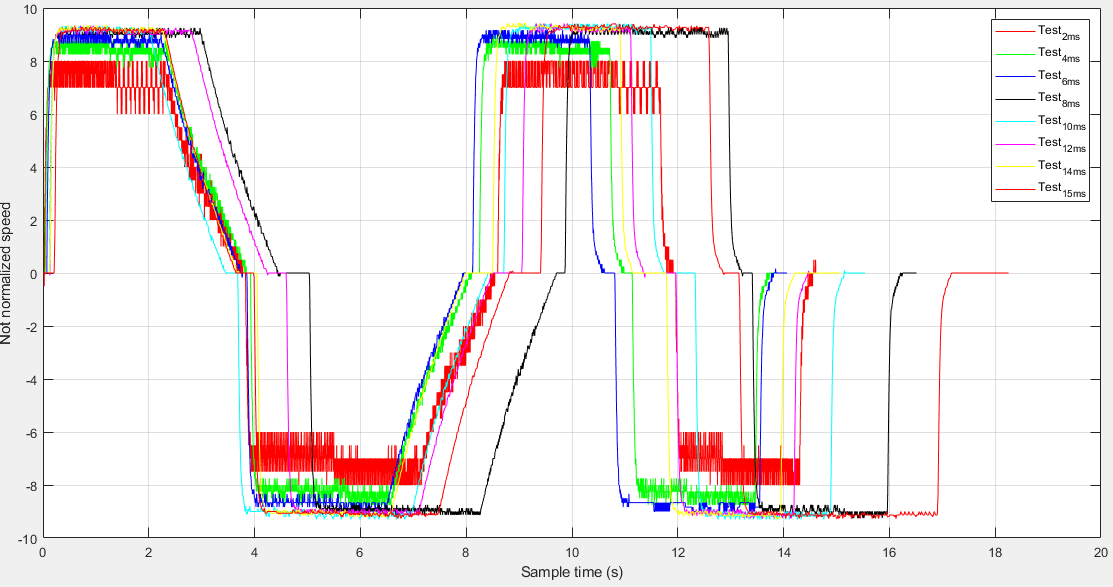 10
8
6
4
2
0
-2
-4
-6
-8
-10
Not normalized speed
0 2 4 6 8 10 12 14 16 18 20
Sample time (s)
Test2ms
Test4ms
Test6ms
Test8ms
Test10ms
Test12ms
Test14ms
Test15ms